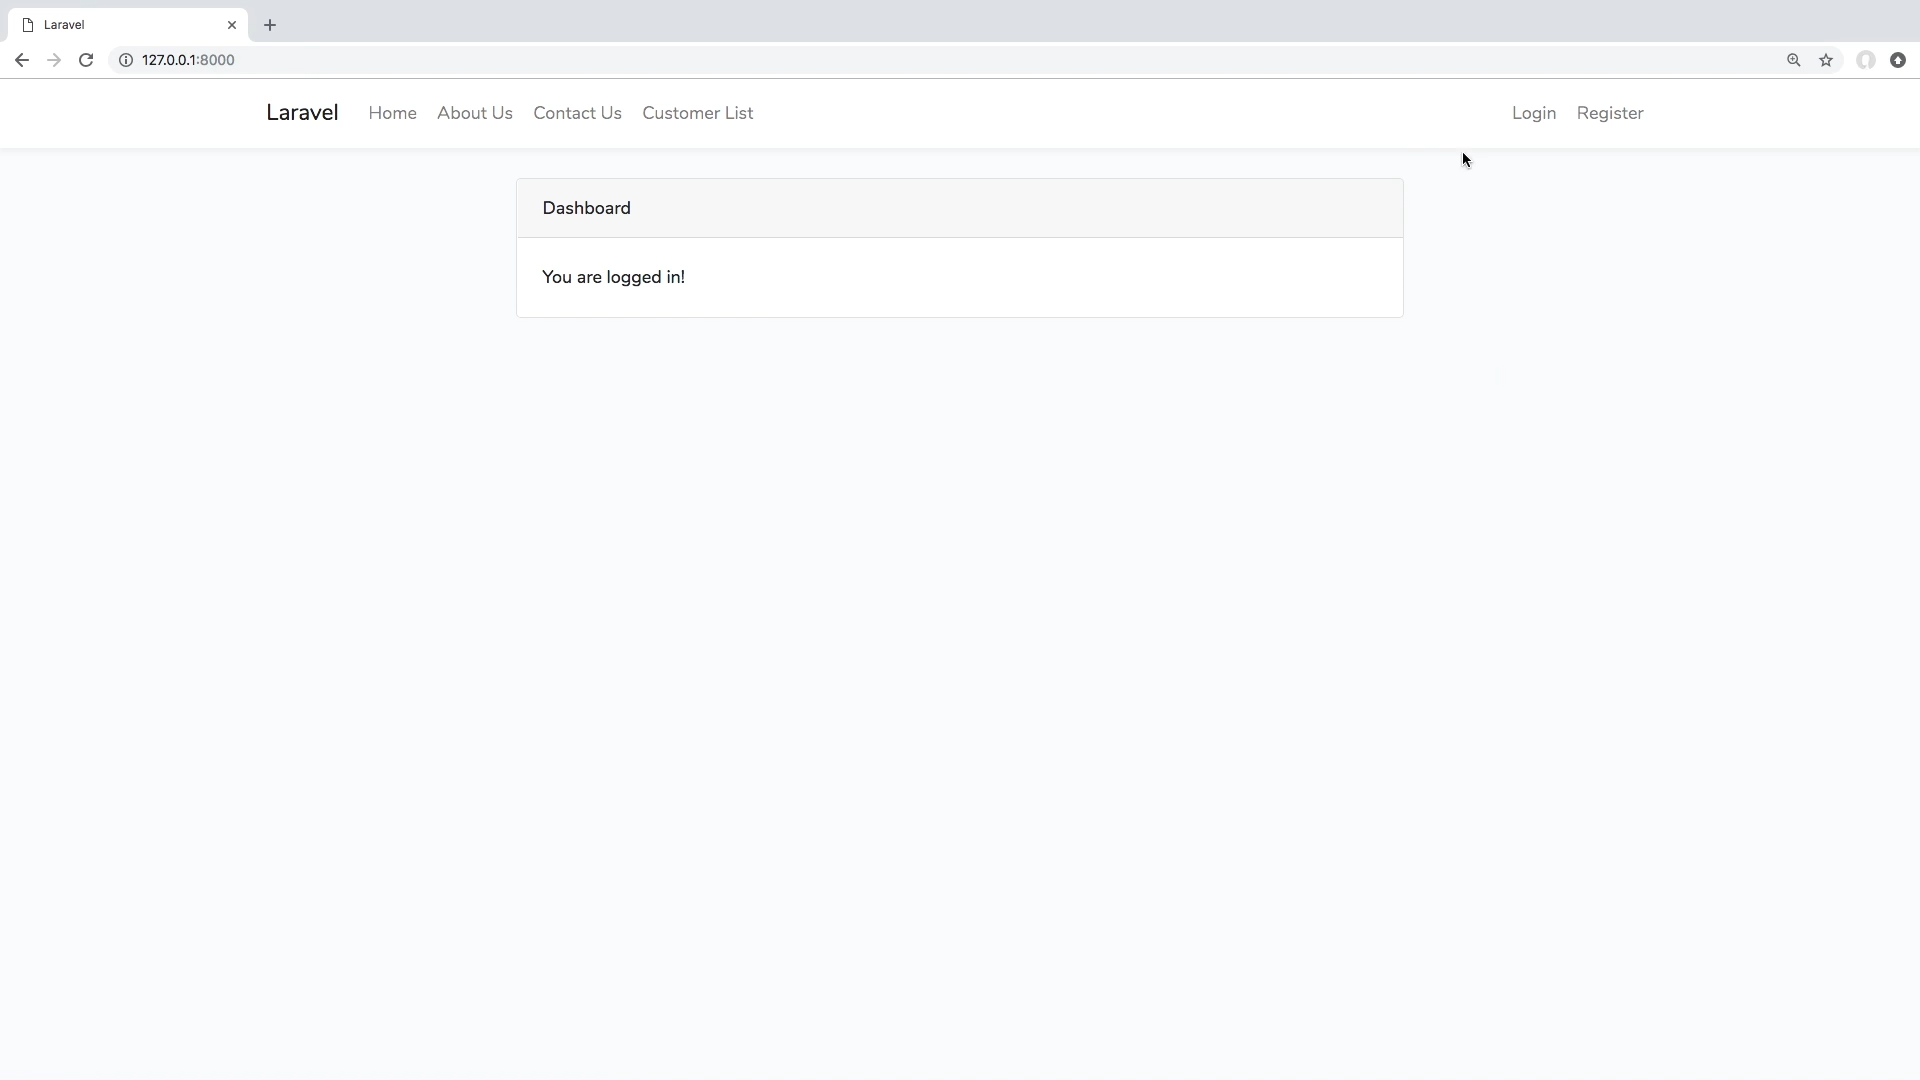 Laravel
127.0.0.1:8000
Laravel Home About Us Contact Us Customer List Login Register
Dashboard
You are logged in!